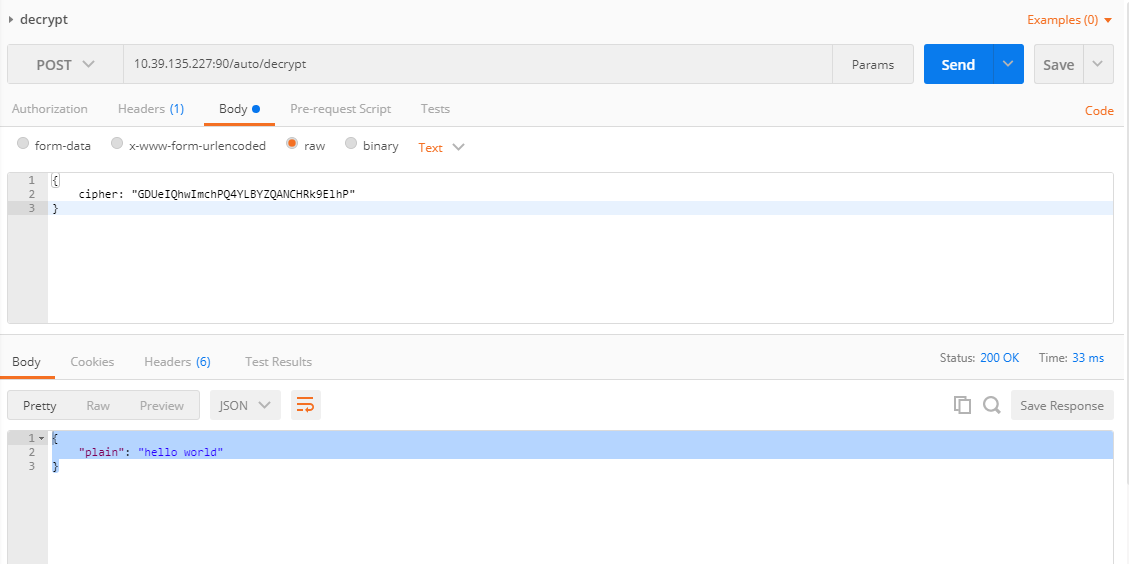 decrypt Examples (0)
POST 10.39.135.227:90/auto/decrypt Params Send Save
Authorization Headers (1) Body Pre-request Script Tests Code
form-data x-www-form-urlencoded raw binary Text
1 {
2 cipher: "GDUeIQhwImchPQ4YLBYZQANCHRk9ElhP"
3 }
Body Cookies Headers (6) Test Results Status: 200 OK Time: 33 ms
Pretty Raw Preview JSON Save Response
1 {
2 "plain": "hello world"
3 }